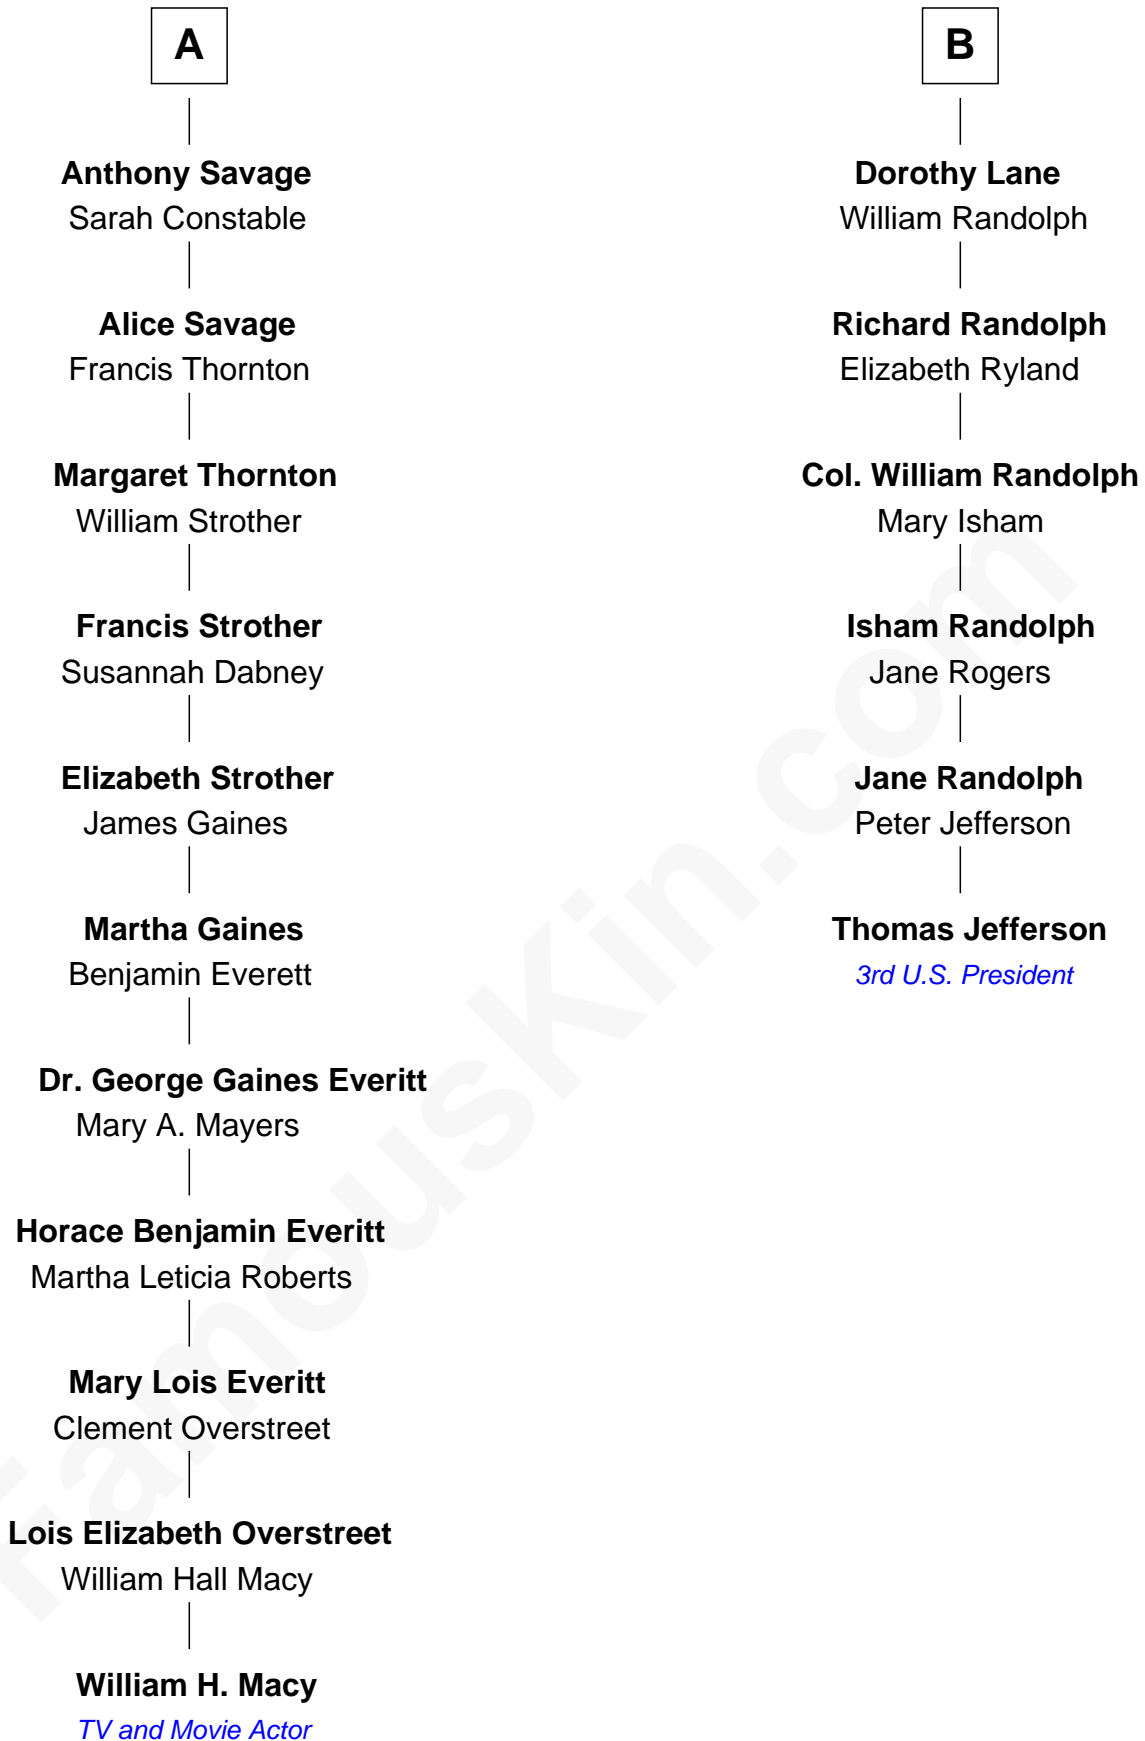 A
Anthony Savage
Sarah Constable
Alice Savage
Francis Thornton
Margaret Thornton
William Strother
Francis Strother
Susannah Dabney
Elizabeth Strother
James Gaines
Martha Gaines
Benjamin Everett
Dr. George Gaines Everitt
Mary A. Mayers
Horace Benjamin Everitt
Martha Leticia Roberts
Mary Lois Everitt
Clement Overstreet
Lois Elizabeth Overstreet
William Hall Macy
William H. Macy
TV and Movie Actor
B
Dorothy Lane
William Randolph
Richard Randolph
Elizabeth Ryland
Col. William Randolph
Mary Isham
Isham Randolph
Jane Rogers
Jane Randolph
Peter Jefferson
Thomas Jefferson
3rd U.S. President
FamousKin.com